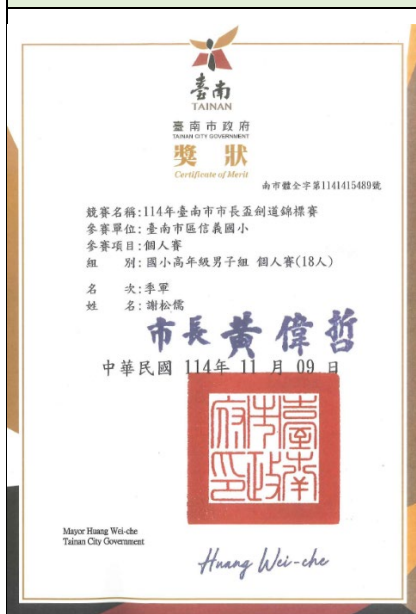 臺南
TAINAN
臺南市政府
TAINAN CITY GOVERNMENT
獎狀
Certificate of Merit
南市體全字第1141415489號
競賽名稱:114年臺南市市長盃劍道錦標賽
參賽單位:臺南市區信義國小
參賽項目:個人賽
組 別:國小高年級男子組 個人賽(18人)
名 次:季軍
姓 名:謝松儒
市長黃偉哲
中華民國 114年 11 月 09 日
臺南市政府印
Mayor Huang Wei-che
Tainan City Government
Huang Wei-che